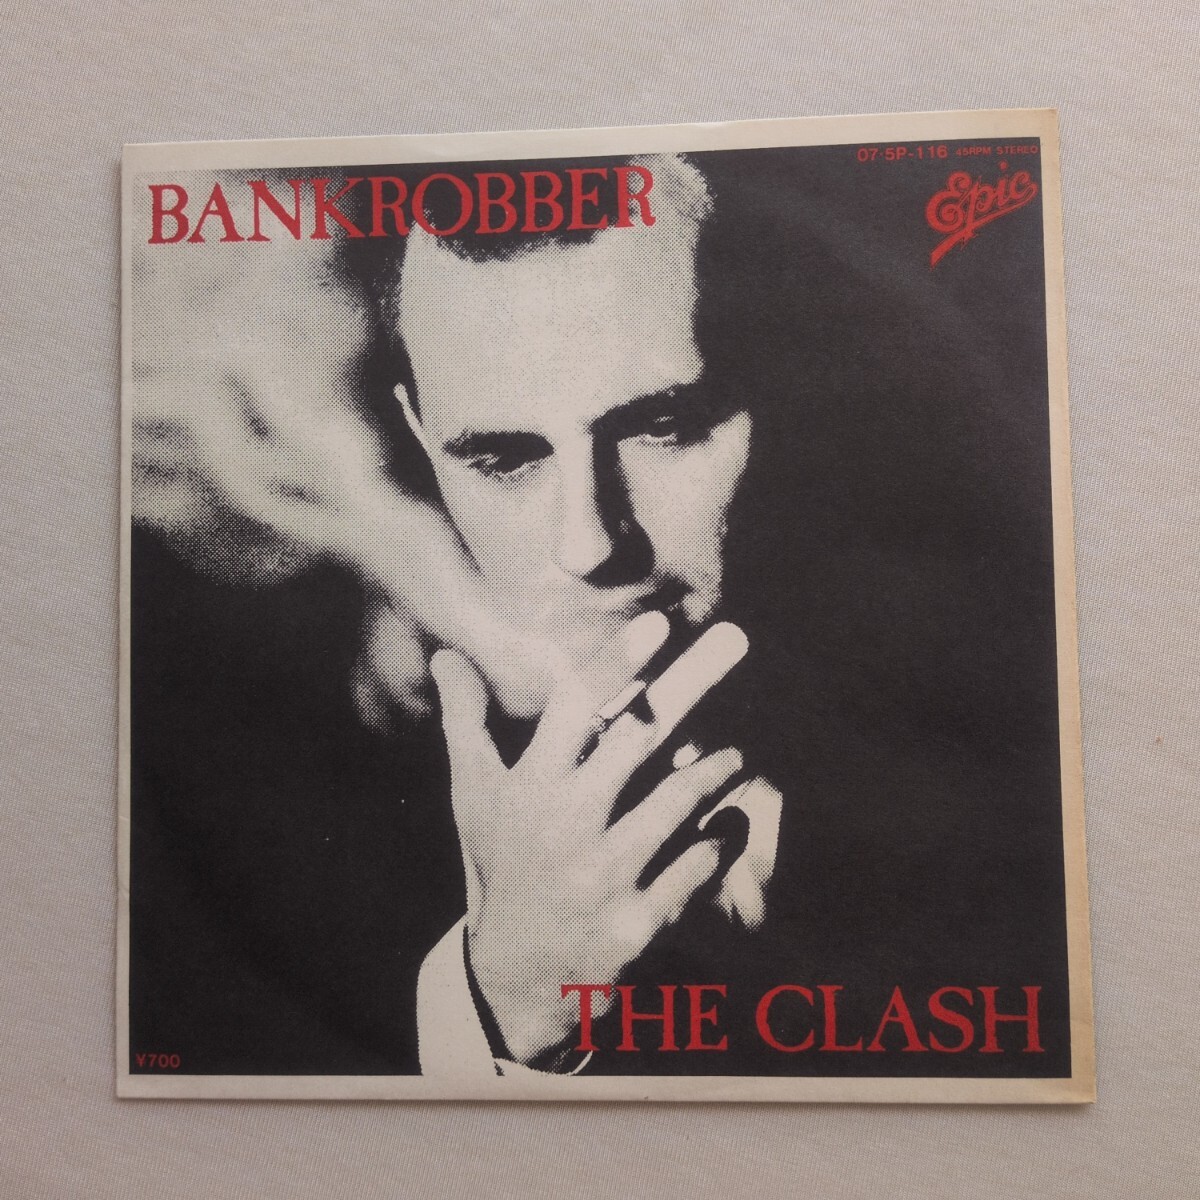 07·5P-116 45RPM STEREO
Epic
BANKROBBER
THE CLASH
¥700